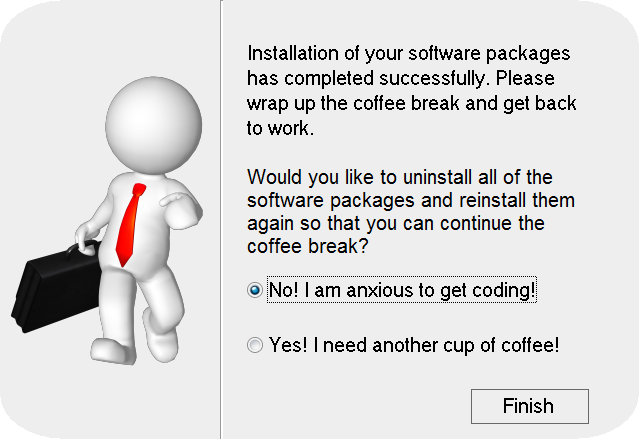 Installation of your software packages
has completed successfully. Please
wrap up the coffee break and get back
to work.
Would you like to uninstall all of the
software packages and reinstall them
again so that you can continue the
coffee break?
No! I am anxious to get coding!
Yes! I need another cup of coffee!
Finish